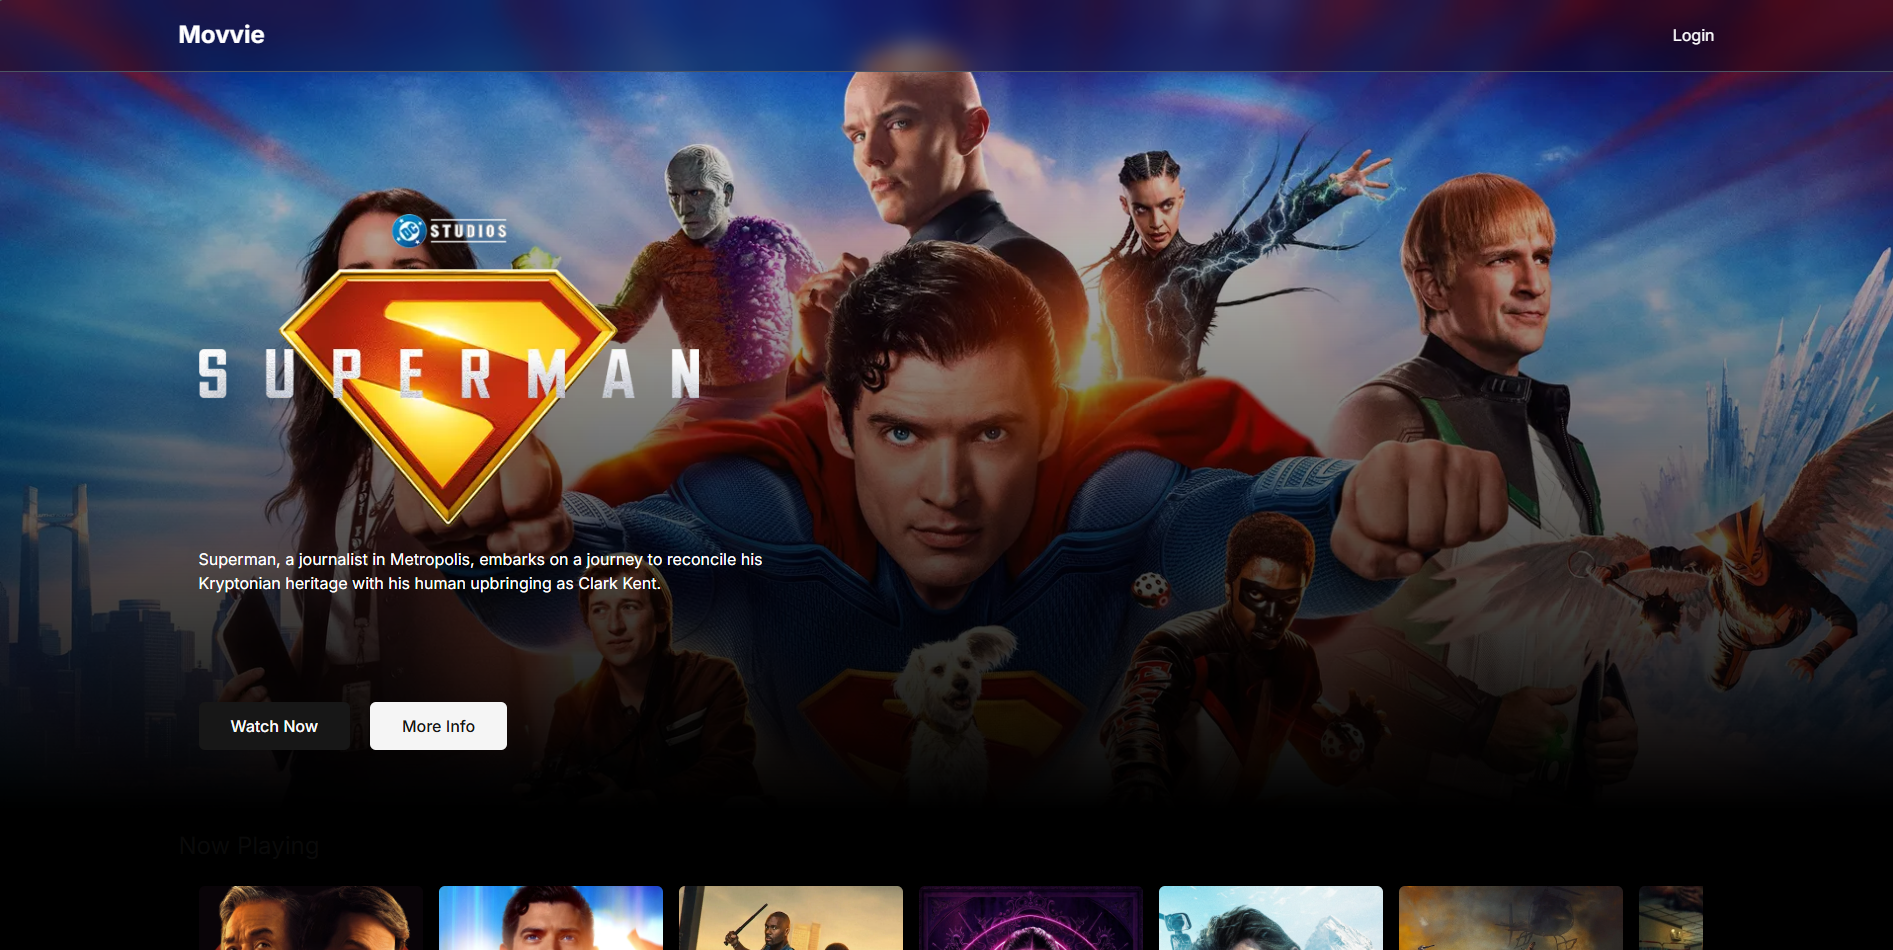 Movvie
Login
DC STUDIOS
SUPERMAN
Superman, a journalist in Metropolis, embarks on a journey to reconcile his
Kryptonian heritage with his human upbringing as Clark Kent.
Watch Now
More Info
Now Playing